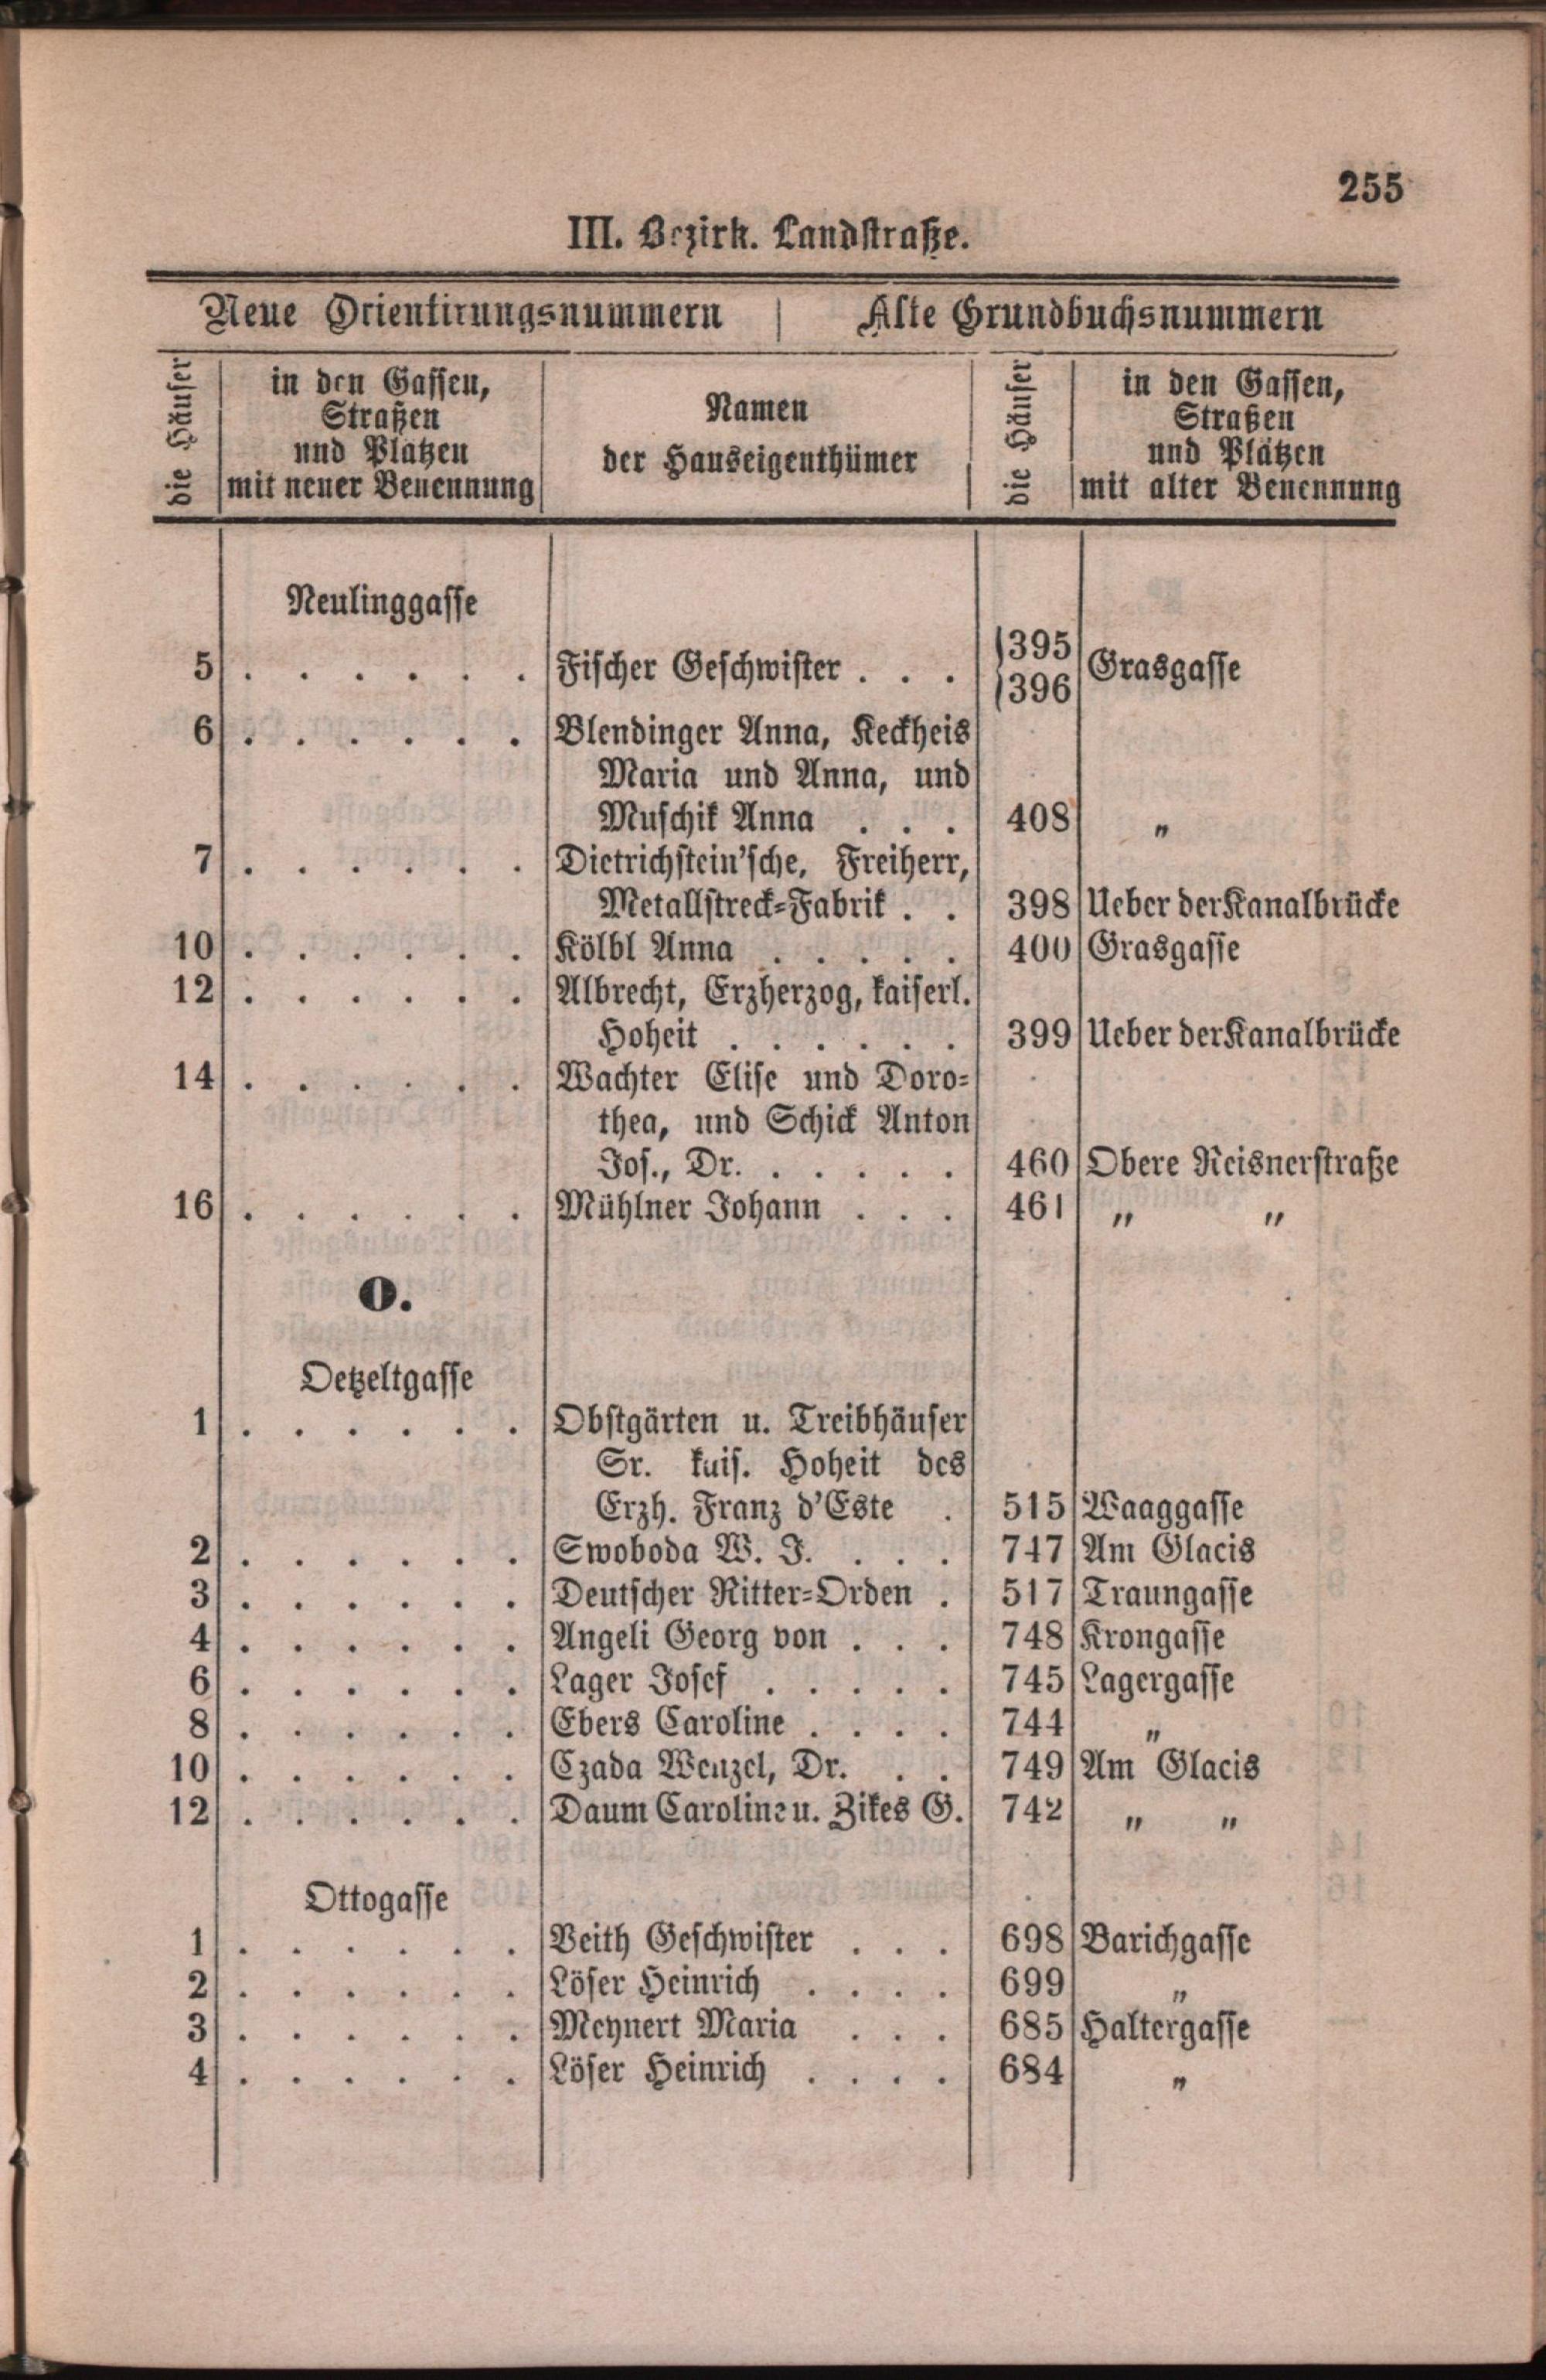 255
III. Bezirk. Landstraße.
Neue Orientirungsnummern | Alte Grundbuchsnummern
die Häuser
in den Gassen,
Straßen
und Plätzen
mit neuer Benennung
Namen
der Hauseigenthümer
die Häuser
in den Gassen,
Straßen
und Plätzen
mit alter Benennung
Neulinggasse
5 . . . . . . Fischer Geschwister . . . 395 396 Grasgasse
6 . . . . . . Blendinger Anna, Keckheis
Maria und Anna, und
Muschik Anna . . . 408 „
7 . . . . . . Dietrichstein'sche, Freiherr,
Metallstreck-Fabrik . . 398 Ueber der Kanalbrücke
10 . . . . . . Kölbl Anna . . . . . 400 Grasgasse
12 . . . . . . Albrecht, Erzherzog, kaiserl.
Hoheit . . . . . . 399 Ueber der Kanalbrücke
14 . . . . . . Wachter Elise und Doro-
thea, und Schick Anton
Jos., Dr. . . . . . 460 Obere Reisnerstraße
16 . . . . . . Mühlner Johann . . . 461 „ „
O.
Oetzeltgasse
1 . . . . . . Obstgärten u. Treibhäuser
Sr. kais. Hoheit des
Erzh. Franz d'Este . 515 Waaggasse
2 . . . . . . Swoboda W. J. . . . 747 Am Glacis
3 . . . . . . Deutscher Ritter-Orden . 517 Traungasse
4 . . . . . . Angeli Georg von . . . 748 Krongasse
6 . . . . . . Lager Josef . . . . . 745 Lagergasse
8 . . . . . . Ebers Caroline . . . . 744 „
10 . . . . . . Czada Wenzel, Dr. . . 749 Am Glacis
12 . . . . . . Daum Caroline u. Zikes G. 742 „ „
Ottogasse
1 . . . . . . Veith Geschwister . . . 698 Barichgasse
2 . . . . . . Löser Heinrich . . . . 699 „
3 . . . . . . Meynert Maria . . . 685 Haltergasse
4 . . . . . . Löser Heinrich . . . . 684 „